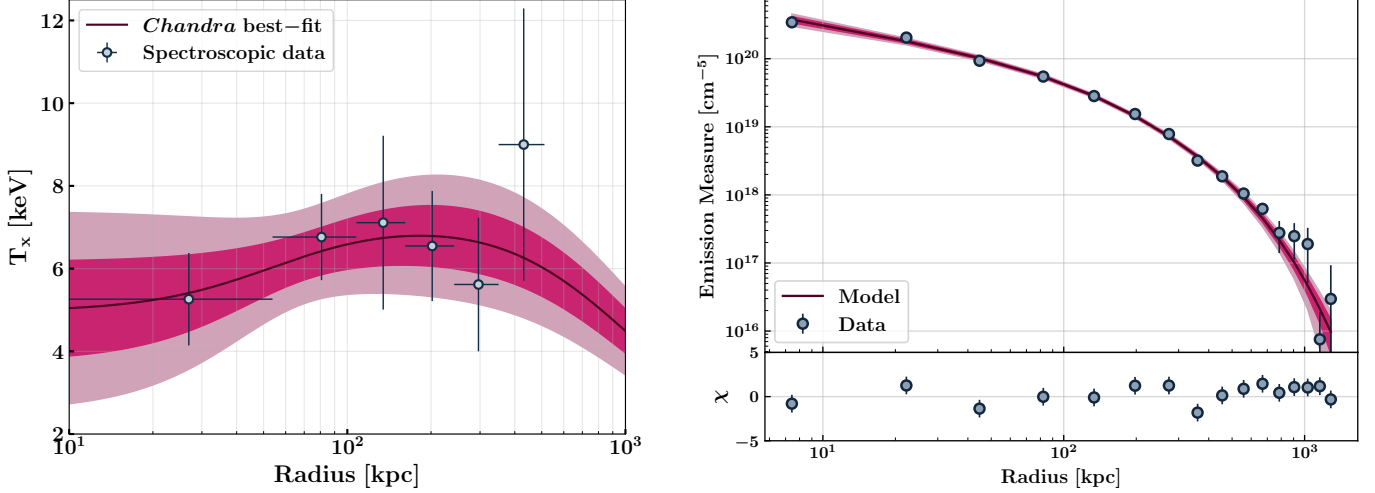 12
10
8
6
4
2
T_x [keV]
Chandra best−fit
Spectroscopic data
10^1
10^2
10^3
Radius [kpc]
10^20
10^19
10^18
10^17
10^16
Emission Measure [cm^−5]
Model
Data
5
0
−5
χ
10^1
10^2
10^3
Radius [kpc]